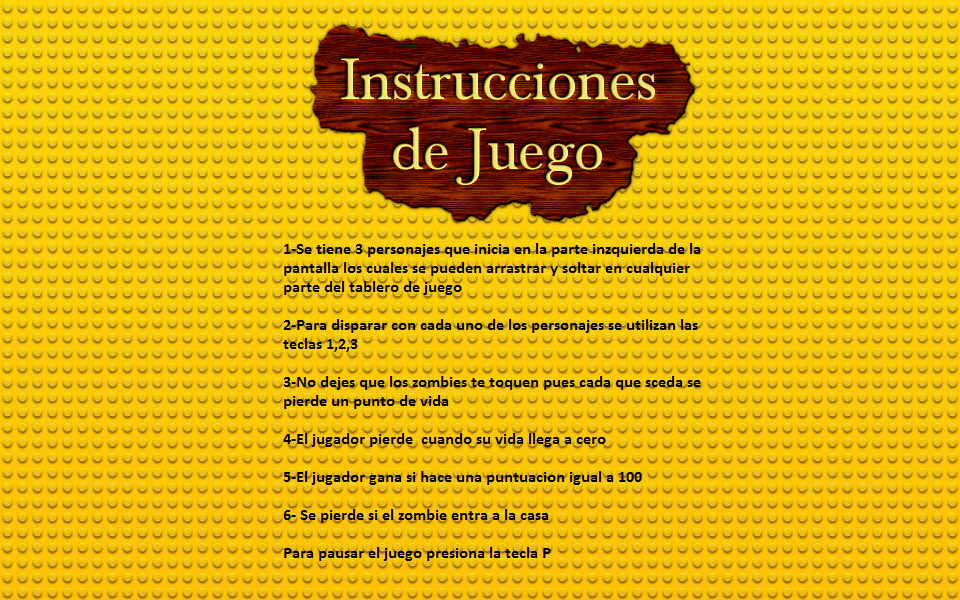 Instrucciones
de Juego
1-Se tiene 3 personajes que inicia en la parte inzquierda de la
pantalla los cuales se pueden arrastrar y soltar en cualquier
parte del tablero de juego
2-Para disparar con cada uno de los personajes se utilizan las
teclas 1,2,3
3-No dejes que los zombies te toquen pues cada que sceda se
pierde un punto de vida
4-El jugador pierde  cuando su vida llega a cero
5-El jugador gana si hace una puntuacion igual a 100
6- Se pierde si el zombie entra a la casa
Para pausar el juego presiona la tecla P